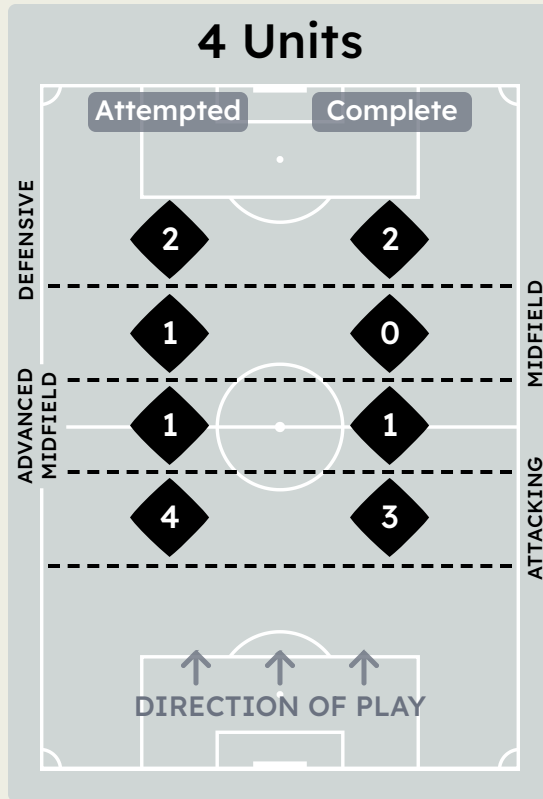 4 Units
Attempted
Complete
DEFENSIVE
2
2
MIDFIELD
1
0
ADVANCED
MIDFIELD
1
1
ATTACKING
4
3
DIRECTION OF PLAY